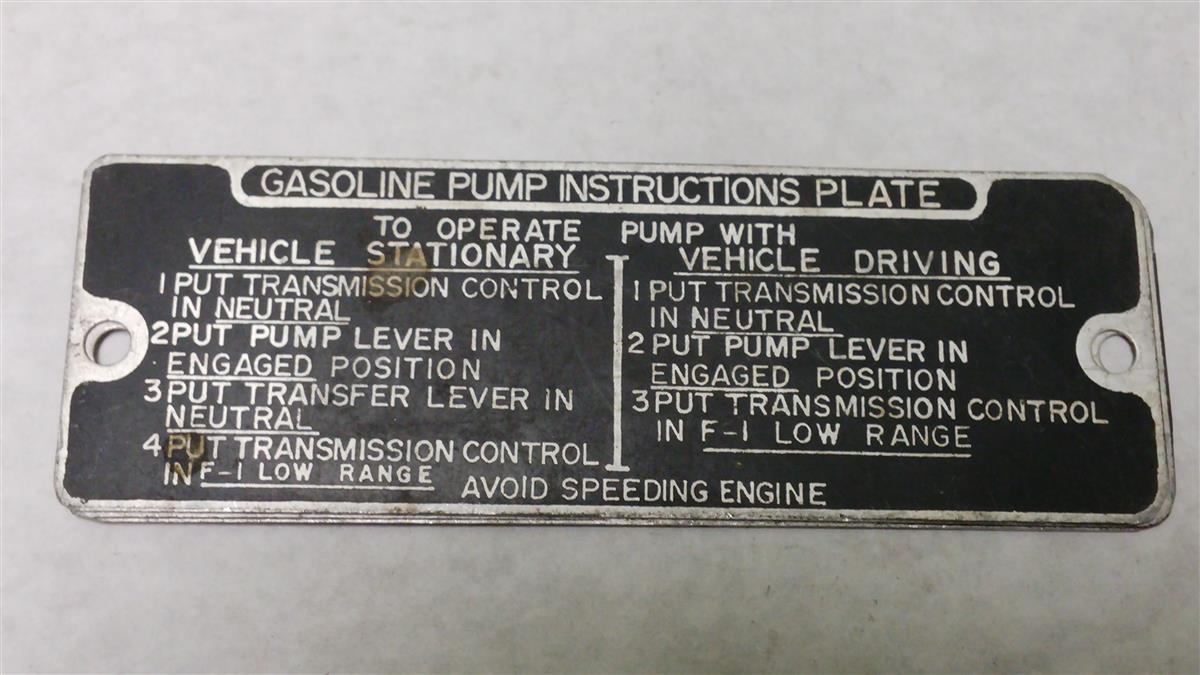 GASOLINE PUMP INSTRUCTIONS PLATE
TO OPERATE PUMP WITH
VEHICLE STATIONARY
1 PUT TRANSMISSION CONTROL
IN NEUTRAL
2 PUT PUMP LEVER IN
ENGAGED POSITION
3 PUT TRANSFER LEVER IN
NEUTRAL
4 PUT TRANSMISSION CONTROL
IN F-1 LOW RANGE
VEHICLE DRIVING
1 PUT TRANSMISSION CONTROL
IN NEUTRAL
2 PUT PUMP LEVER IN
ENGAGED POSITION
3 PUT TRANSMISSION CONTROL
IN F-1 LOW RANGE
AVOID SPEEDING ENGINE